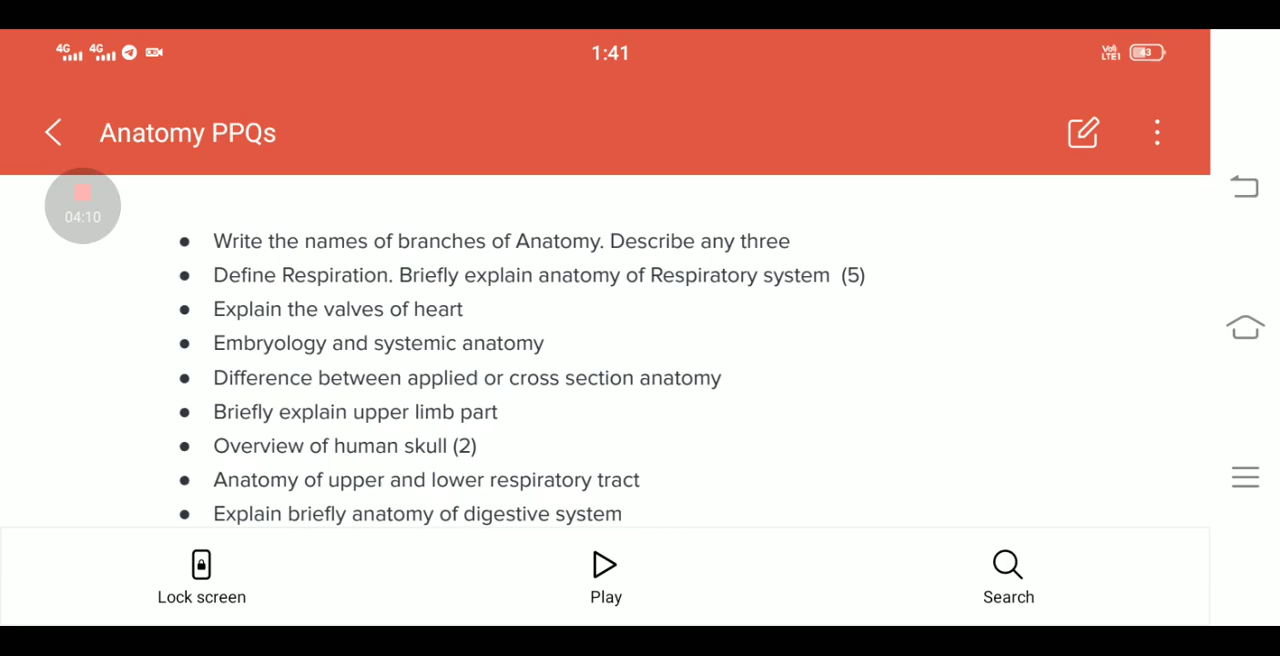 4G 4G 1:41 Vo LTE1 43
Anatomy PPQs
04:10
● Write the names of branches of Anatomy. Describe any three
● Define Respiration. Briefly explain anatomy of Respiratory system (5)
● Explain the valves of heart
● Embryology and systemic anatomy
● Difference between applied or cross section anatomy
● Briefly explain upper limb part
● Overview of human skull (2)
● Anatomy of upper and lower respiratory tract
● Explain briefly anatomy of digestive system
Lock screen Play Search